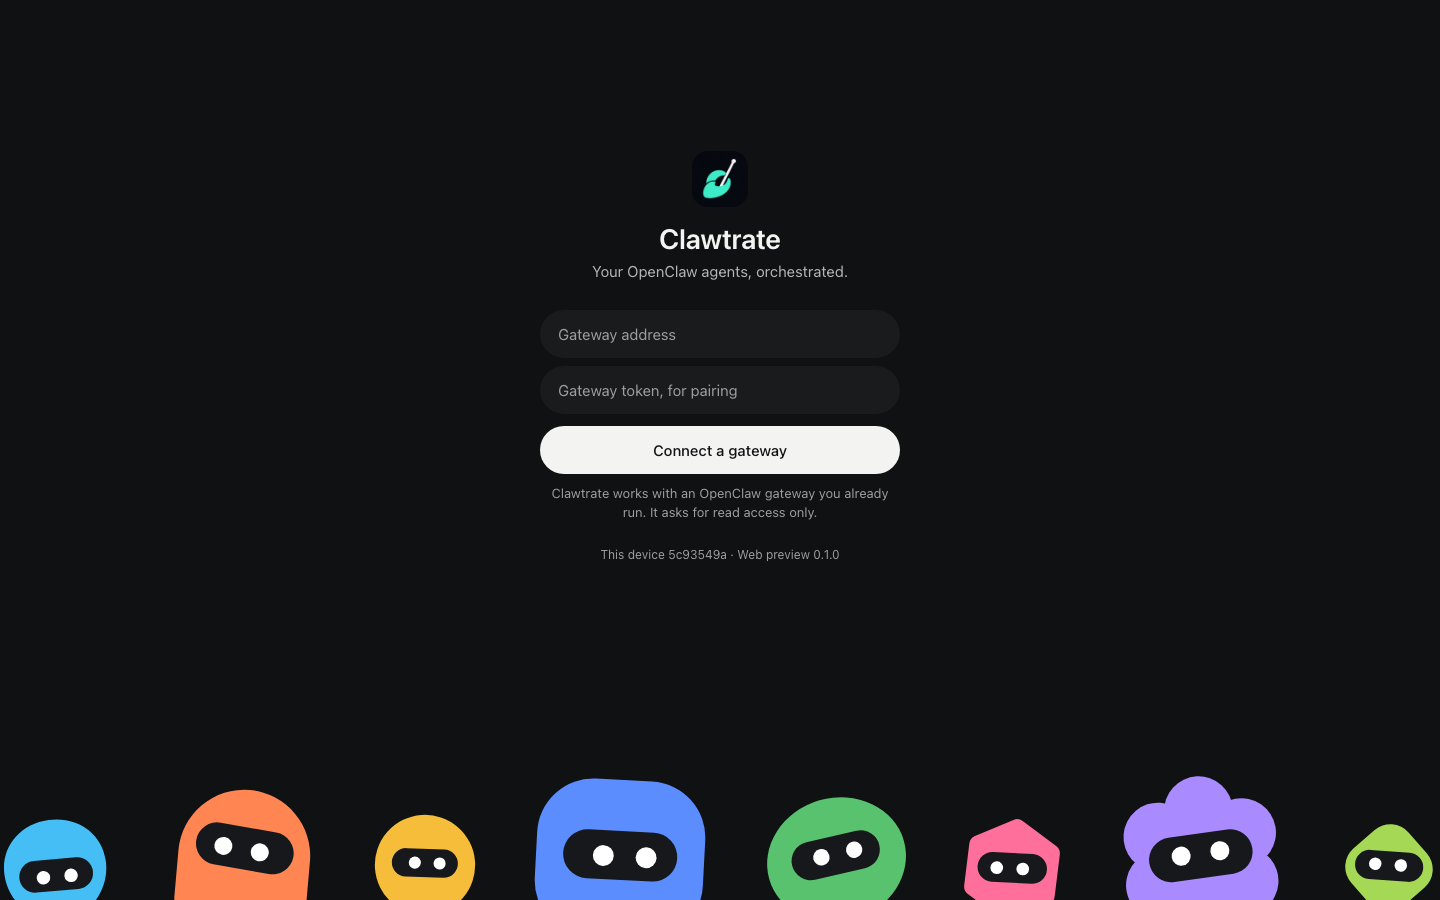 Clawtrate
Your OpenClaw agents, orchestrated.
Gateway address
Gateway token, for pairing
Connect a gateway
Clawtrate works with an OpenClaw gateway you already
run. It asks for read access only.
This device 5c93549a · Web preview 0.1.0